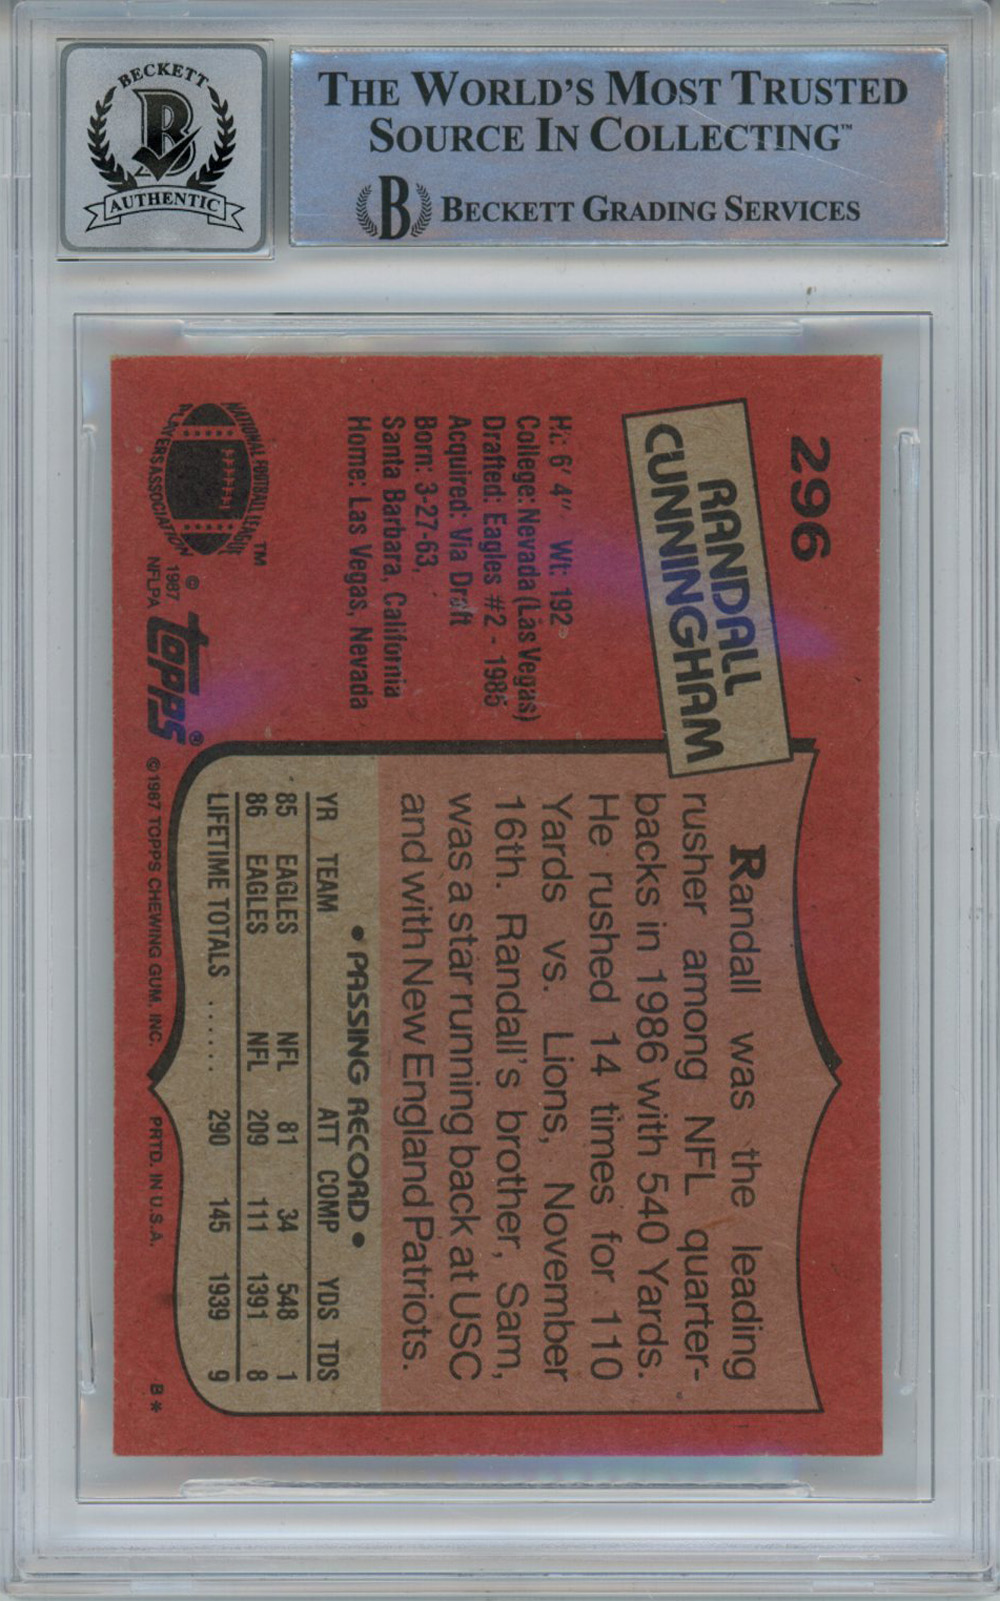 BECKETT
B
AUTHENTIC
THE WORLD'S MOST TRUSTED
SOURCE IN COLLECTING™
B BECKETT GRADING SERVICES
296
RANDALL
CUNNINGHAM
Ht: 6' 4" Wt: 192
College: Nevada (Las Vegas)
Drafted: Eagles #2 - 1985
Acquired: Via Draft
Born: 3-27-63,
Santa Barbara, California
Home: Las Vegas, Nevada
NATIONAL FOOTBALL LEAGUE
PLAYERS ASSOCIATION
™
© 1987
NFLPA
TOPPS®
Randall was the leading
rusher among NFL quarter-
backs in 1986 with 540 Yards.
He rushed 14 times for 110
Yards vs. Lions, November
16th. Randall's brother, Sam,
was a star running back at USC
and with New England Patriots.
• PASSING RECORD •
YR TEAM ATT COMP YDS TDS
85 EAGLES NFL 81 34 548 1
86 EAGLES NFL 209 111 1391 8
LIFETIME TOTALS ...... 290 145 1939 9
©1987 TOPPS CHEWING GUM, INC. PRTD. IN U.S.A. B*